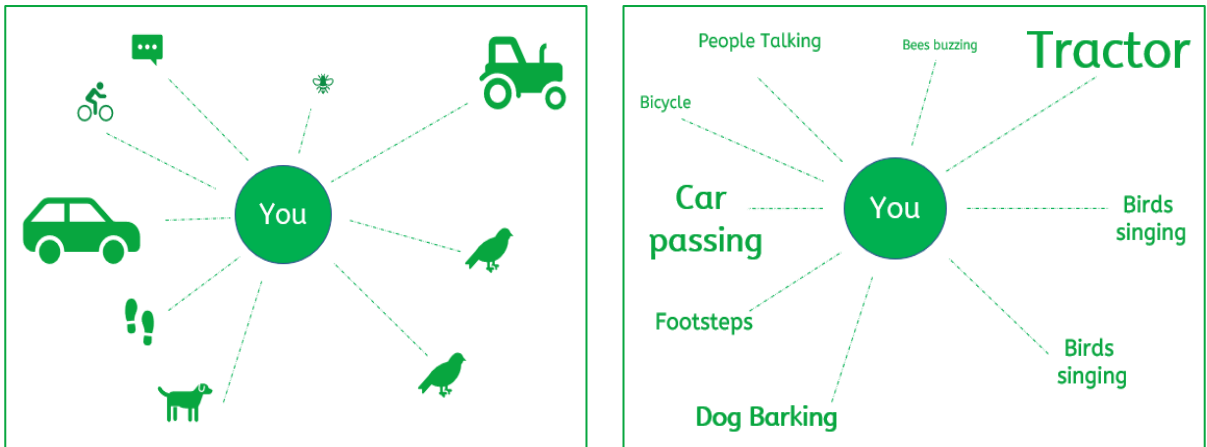 You
People Talking
Bees buzzing
Tractor
Bicycle
Car
passing
You
Birds
singing
Footsteps
Birds
singing
Dog Barking